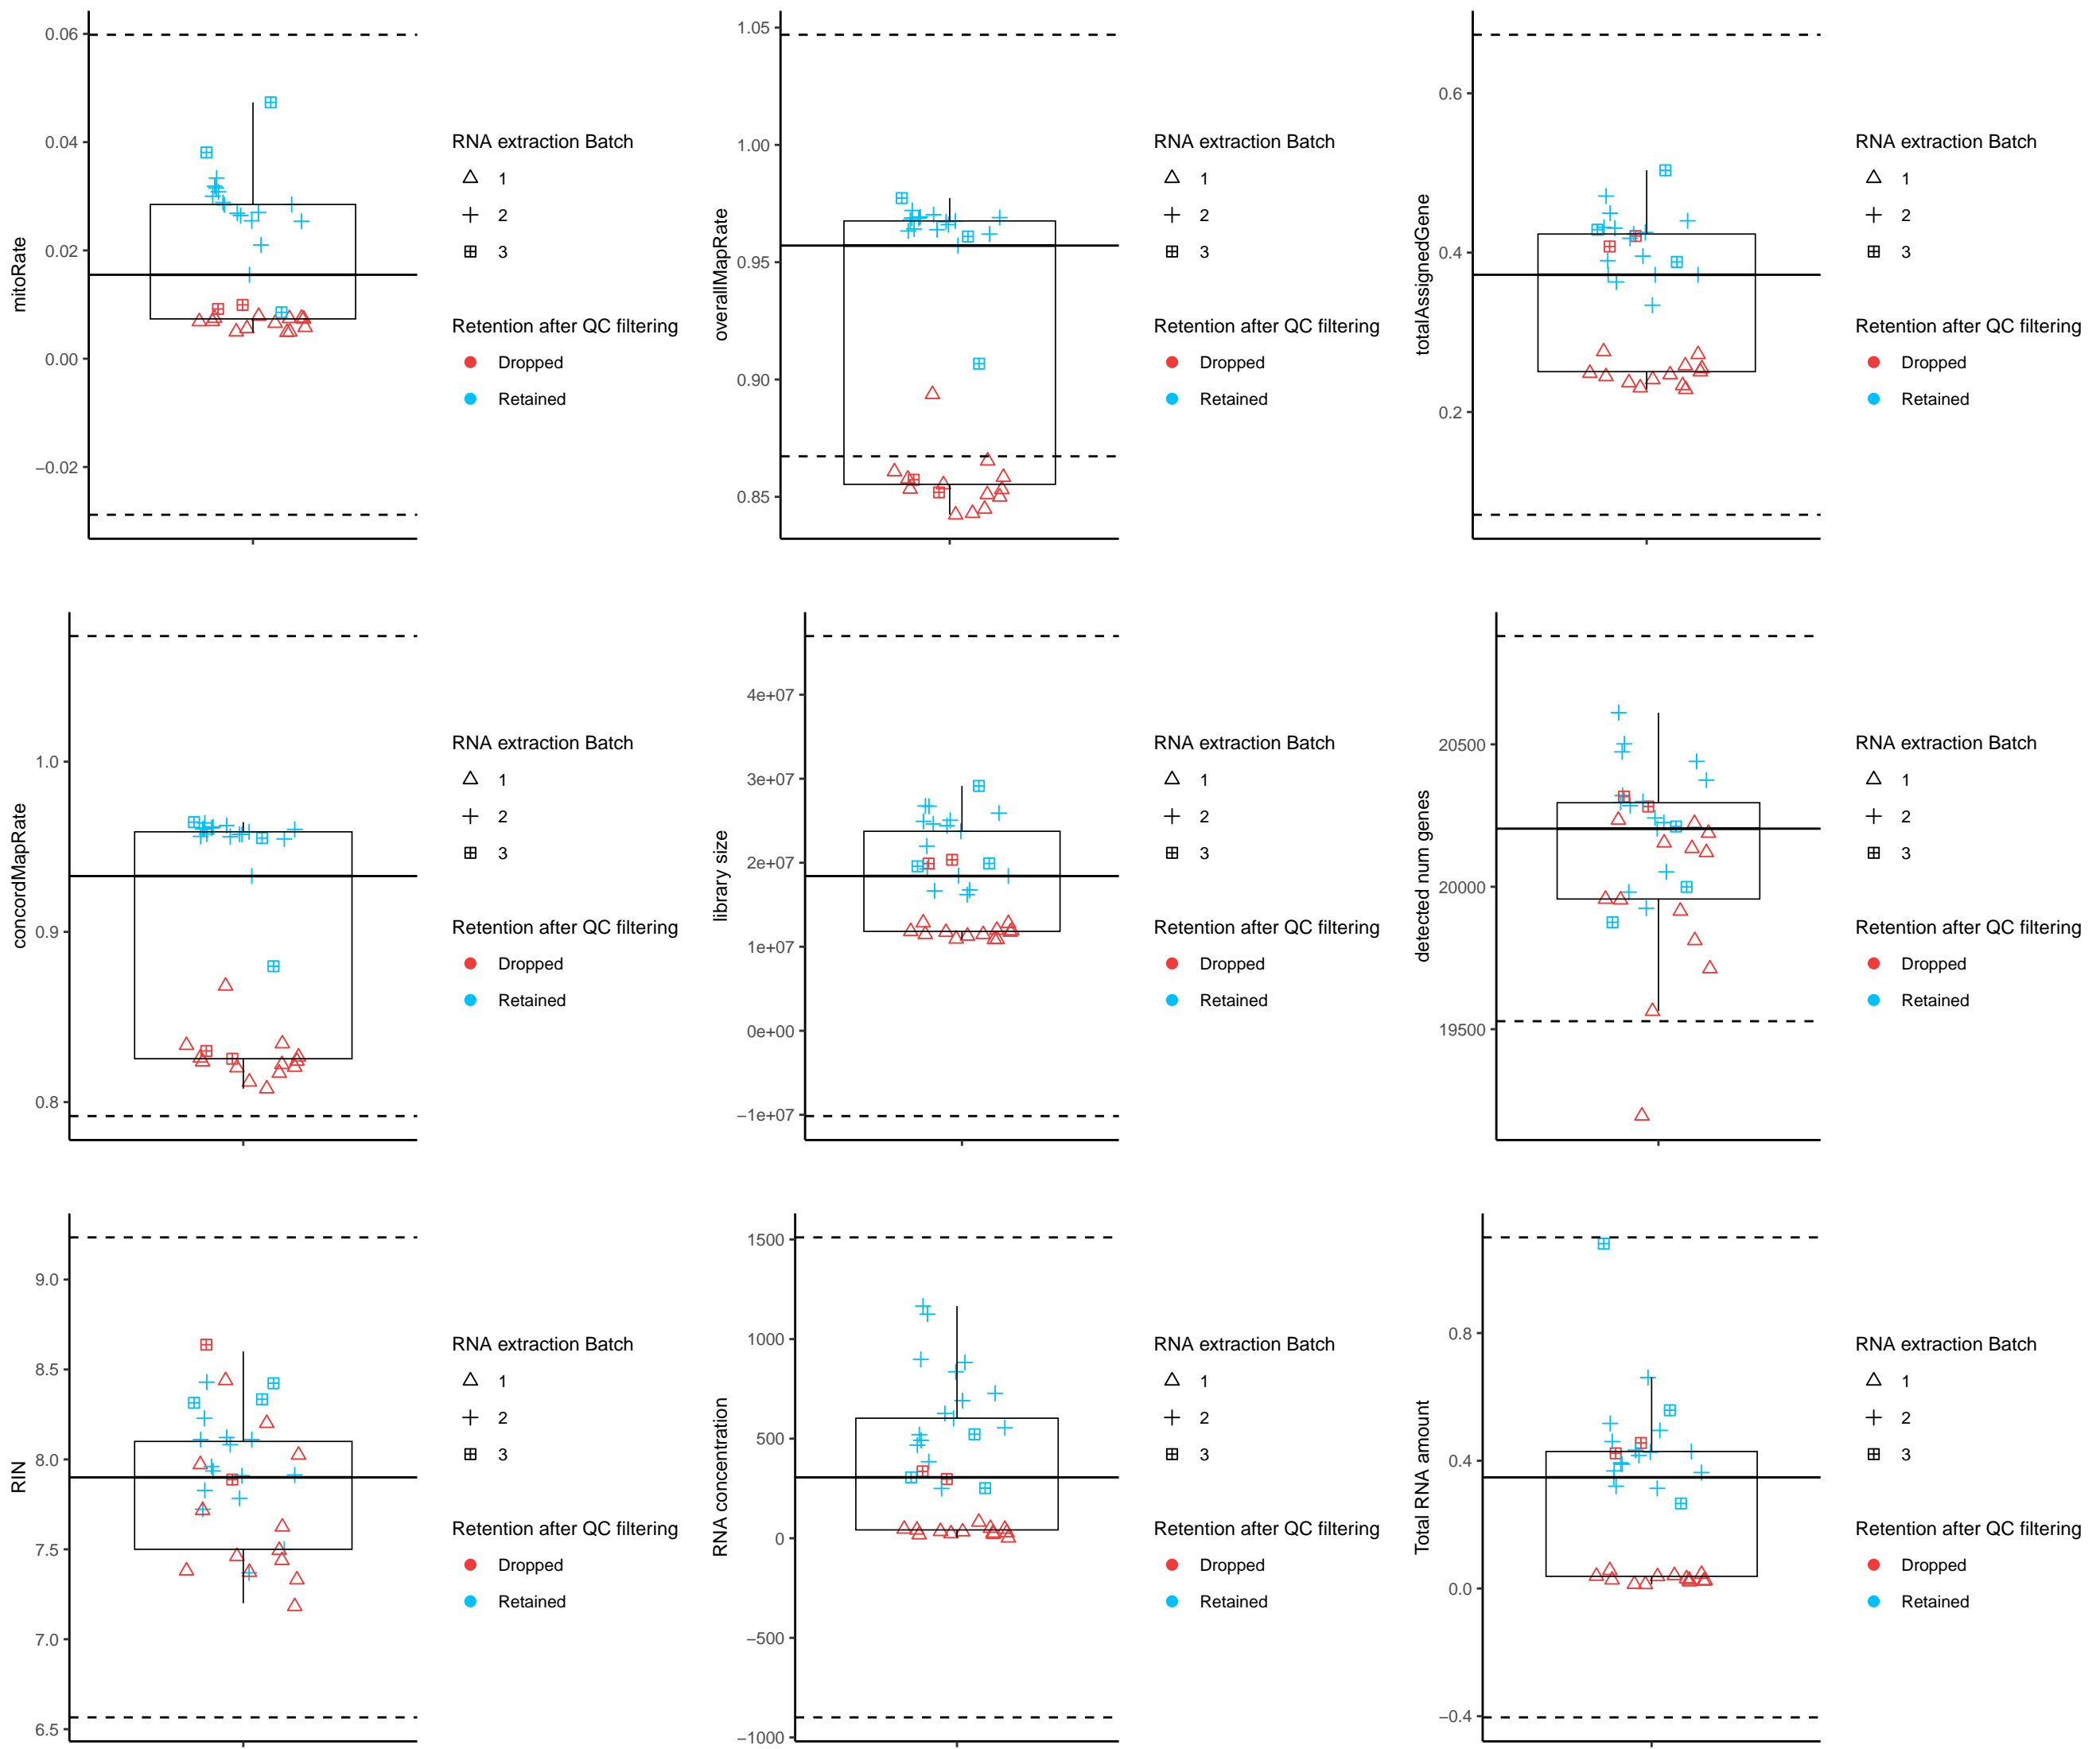 mitoRate
0.06
0.04
0.02
0.00
−0.02
RNA extraction Batch
1
2
3
Retention after QC filtering
Dropped
Retained
overallMapRate
1.05
1.00
0.95
0.90
0.85
RNA extraction Batch
1
2
3
Retention after QC filtering
Dropped
Retained
totalAssignedGene
0.6
0.4
0.2
RNA extraction Batch
1
2
3
Retention after QC filtering
Dropped
Retained
concordMapRate
1.0
0.9
0.8
RNA extraction Batch
1
2
3
Retention after QC filtering
Dropped
Retained
library size
4e+07
3e+07
2e+07
1e+07
0e+00
−1e+07
RNA extraction Batch
1
2
3
Retention after QC filtering
Dropped
Retained
detected num genes
20500
20000
19500
RNA extraction Batch
1
2
3
Retention after QC filtering
Dropped
Retained
RIN
9.0
8.5
8.0
7.5
7.0
6.5
RNA extraction Batch
1
2
3
Retention after QC filtering
Dropped
Retained
RNA concentration
1500
1000
500
0
−500
−1000
RNA extraction Batch
1
2
3
Retention after QC filtering
Dropped
Retained
Total RNA amount
0.8
0.4
0.0
−0.4
RNA extraction Batch
1
2
3
Retention after QC filtering
Dropped
Retained